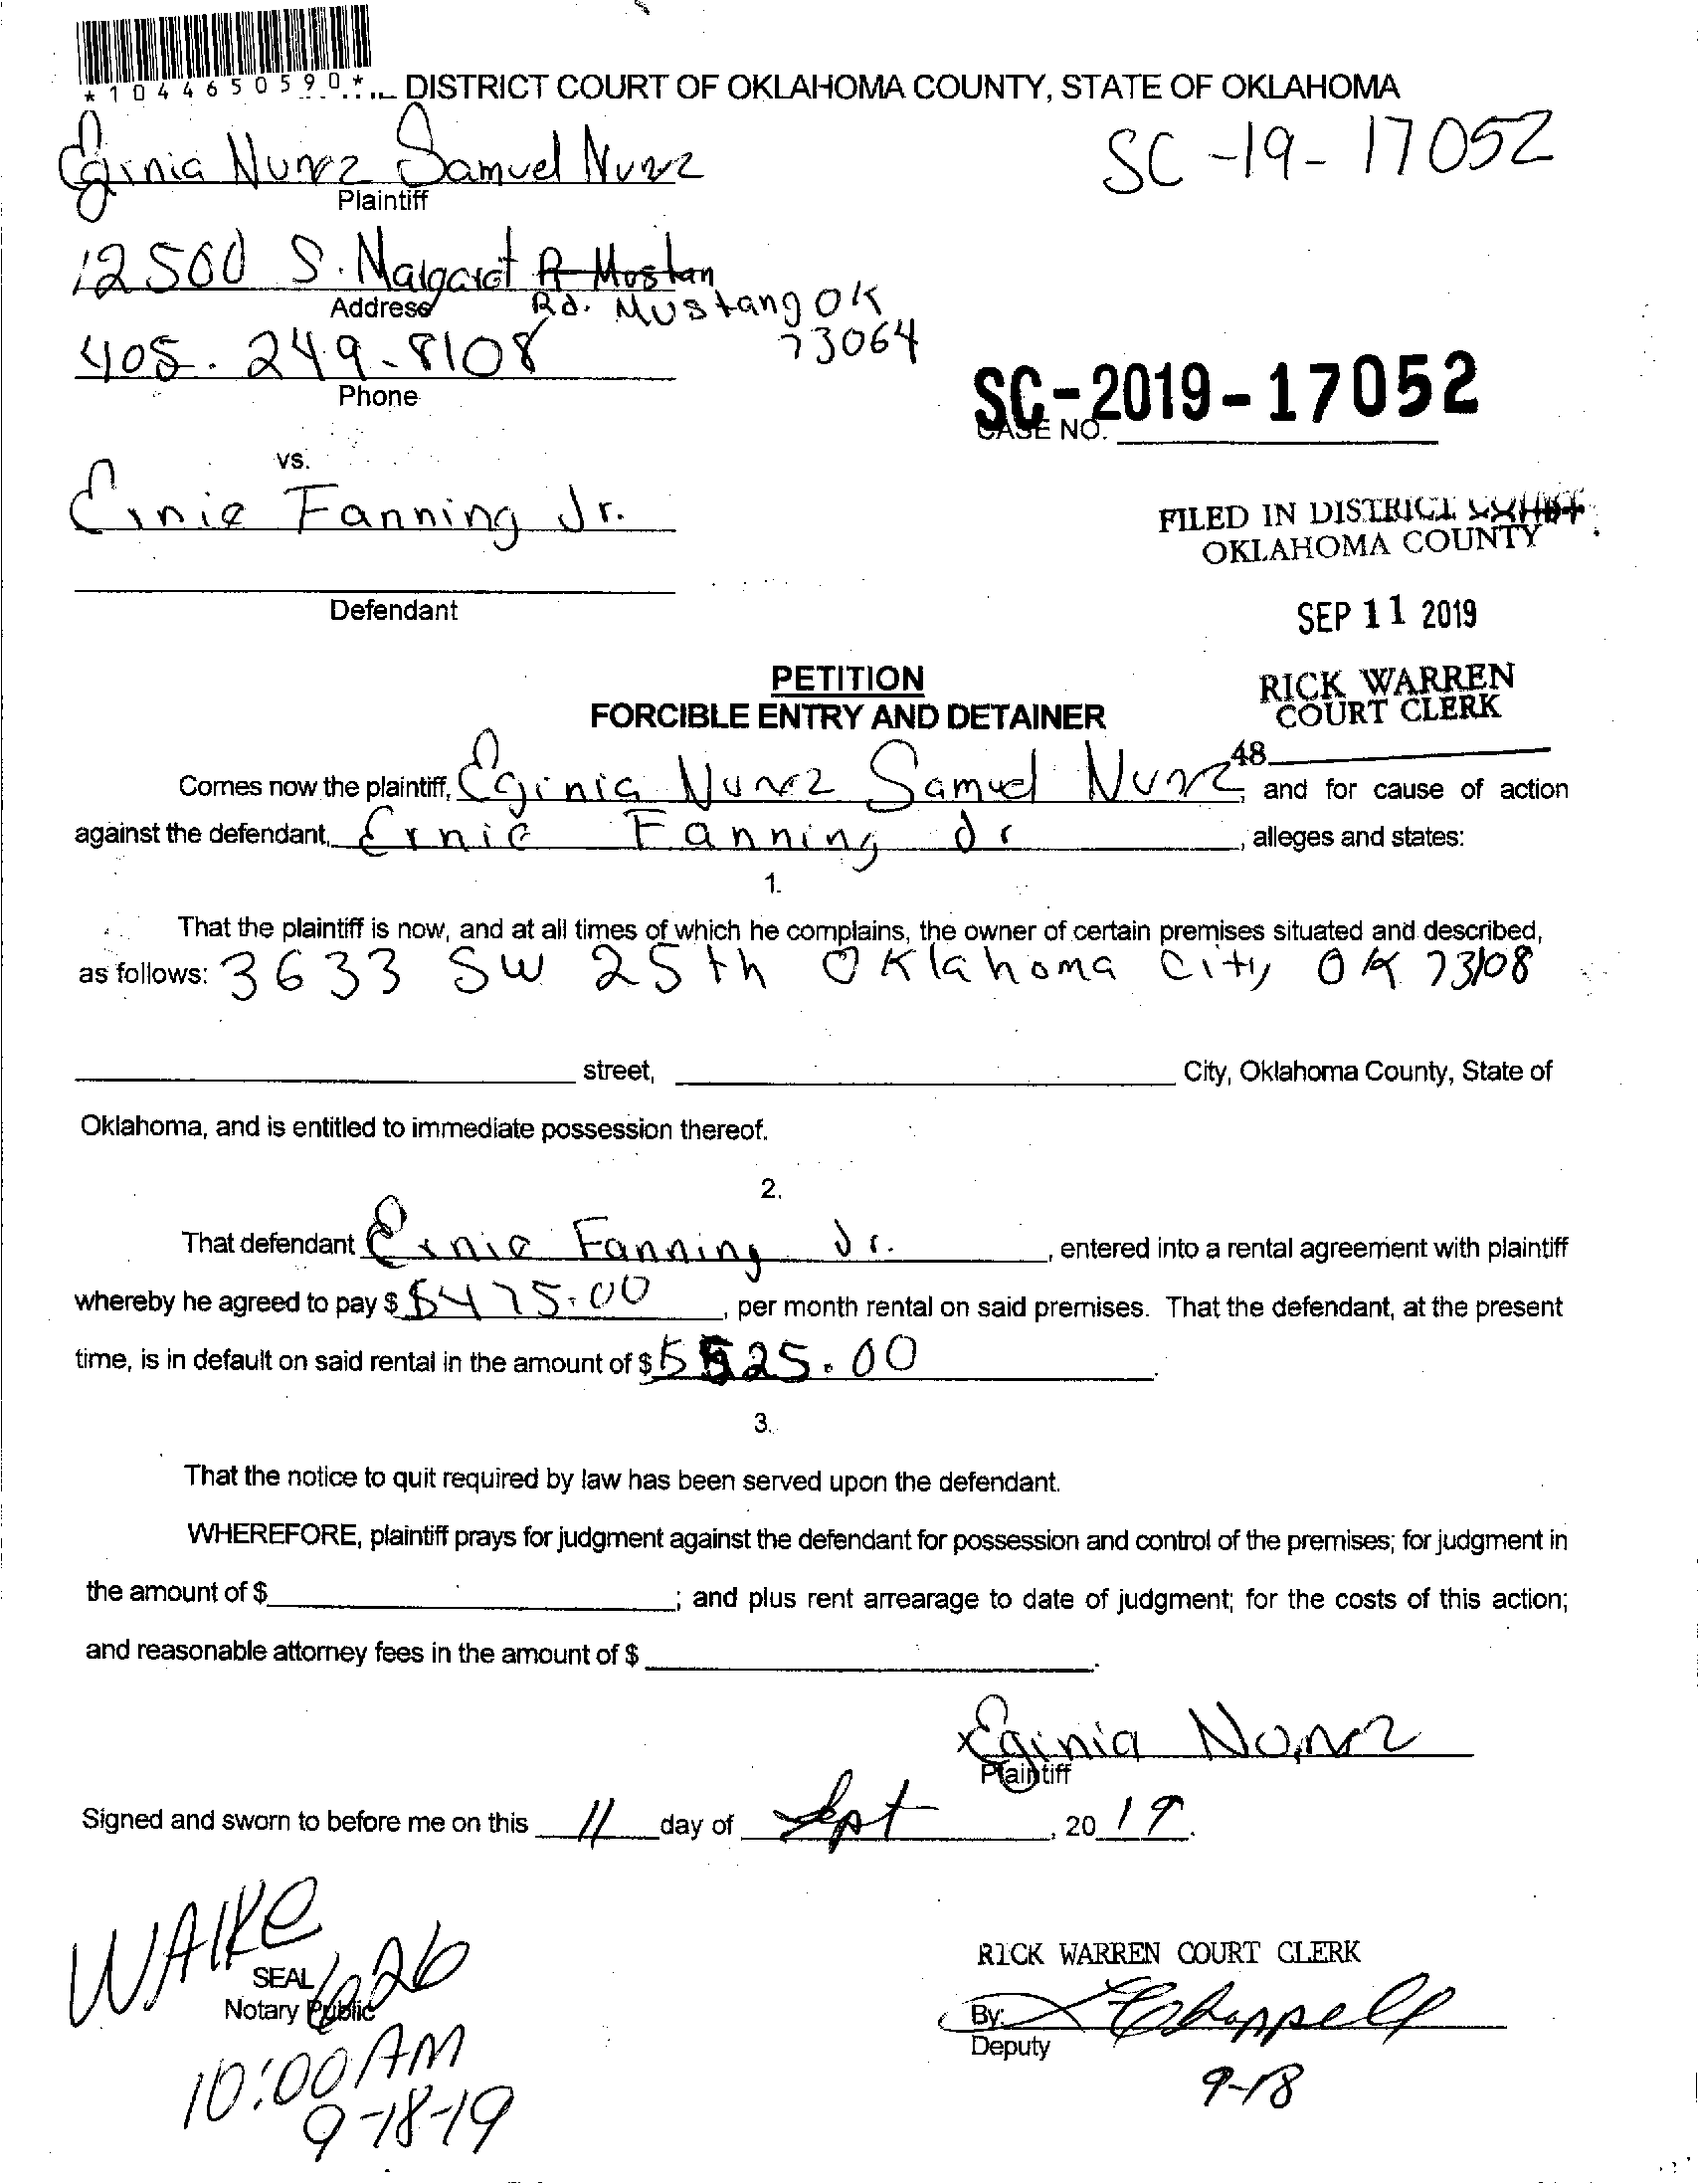 *1044650590*
DISTRICT COURT OF OKLAHOMA COUNTY, STATE OF OKLAHOMA
Eginia Nunez Samuel Nunez
Plaintiff
SC-19-17052
12500 S. Margaret R Mustan
Address
Rd. Mustang OK
73064
405.249-8108
Phone
SC-2019-17052
CASE NO.
vs.
Ernie Fanning Jr.
FILED IN DISTRICT COURT
OKLAHOMA COUNTY
Defendant
SEP 11 2019
PETITION
FORCIBLE ENTRY AND DETAINER
RICK WARREN
COURT CLERK
48
Comes now the plaintiff, Eginia Nunez Samuel Nunez, and for cause of action
against the defendant, Ernie Fanning Jr, alleges and states:
1.
That the plaintiff is now, and at all times of which he complains, the owner of certain premises situated and described,
as follows: 3633 SW 25th Oklahoma City OK 73108
street, City, Oklahoma County, State of
Oklahoma, and is entitled to immediate possession thereof.
2.
That defendant Ernie Fanning Jr., entered into a rental agreement with plaintiff
whereby he agreed to pay $ $475.00, per month rental on said premises. That the defendant, at the present
time, is in default on said rental in the amount of $ 5525.00.
3.
That the notice to quit required by law has been served upon the defendant.
WHEREFORE, plaintiff prays for judgment against the defendant for possession and control of the premises; for judgment in
the amount of $ ; and plus rent arrearage to date of judgment; for the costs of this action;
and reasonable attorney fees in the amount of $ .
x Eginia Nunez
Plaintiff
Signed and sworn to before me on this 11 day of Sept, 2019.
WAlKe
SEAL 626
Notary Public
10:00 AM
9-18-19
RICK WARREN COURT CLERK
By: Chappell
Deputy
9-18